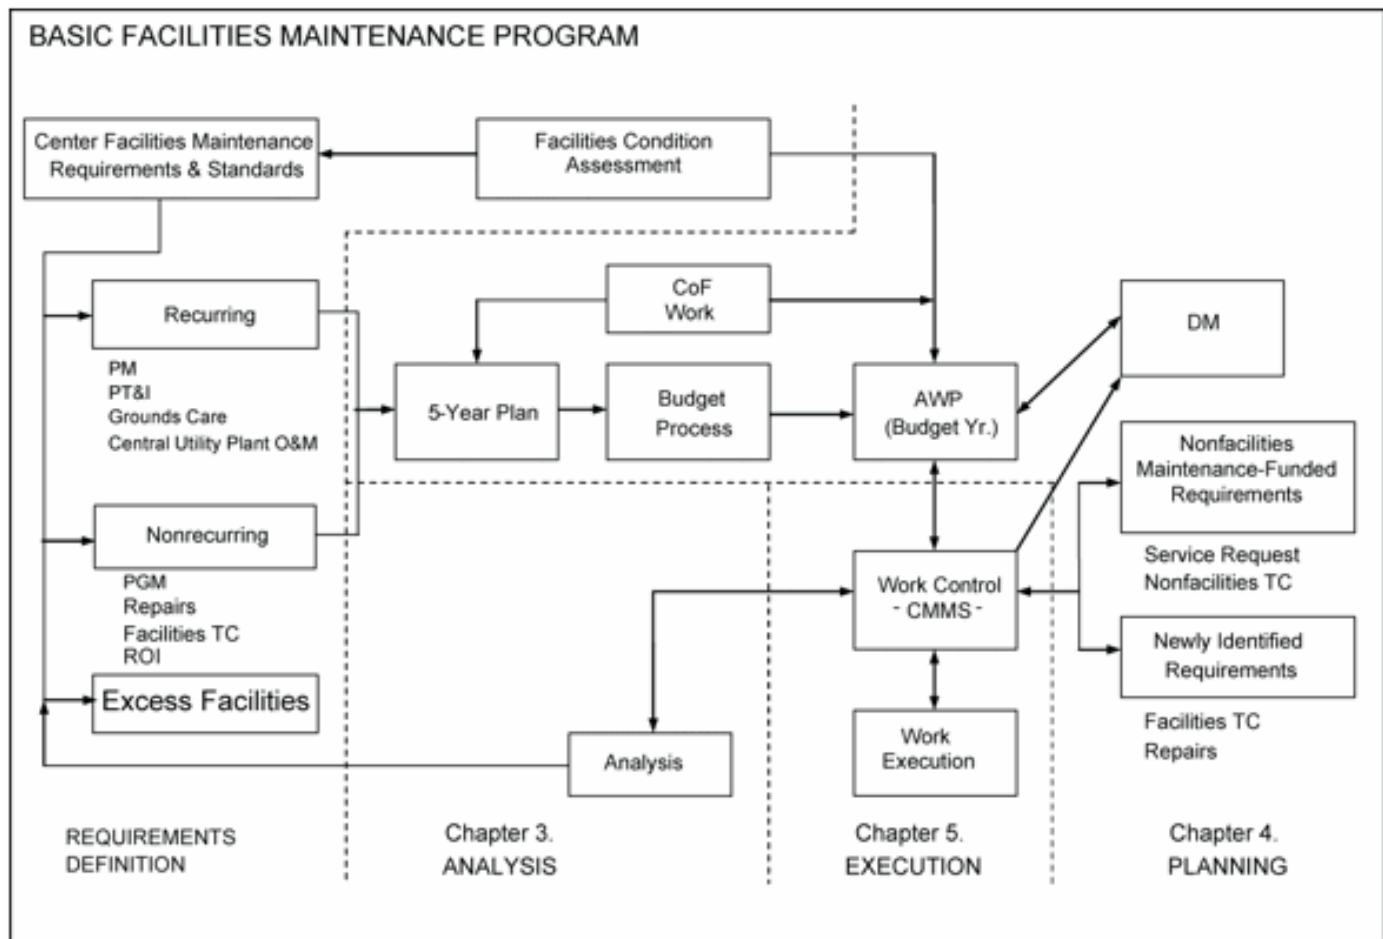 BASIC FACILITIES MAINTENANCE PROGRAM
Center Facilities Maintenance
Requirements & Standards
Facilities Condition
Assessment
Recurring
PM
PT&I
Grounds Care
Central Utility Plant O&M
CoF
Work
5-Year Plan
Budget
Process
AWP
(Budget Yr.)
DM
Nonfacilities
Maintenance-Funded
Requirements
Service Request
Nonfacilities TC
Nonrecurring
PGM
Repairs
Facilities TC
ROI
Excess Facilities
Work Control
- CMMS -
Newly Identified
Requirements
Facilities TC
Repairs
Analysis
Work
Execution
REQUIREMENTS
DEFINITION
Chapter 3.
ANALYSIS
Chapter 5.
EXECUTION
Chapter 4.
PLANNING